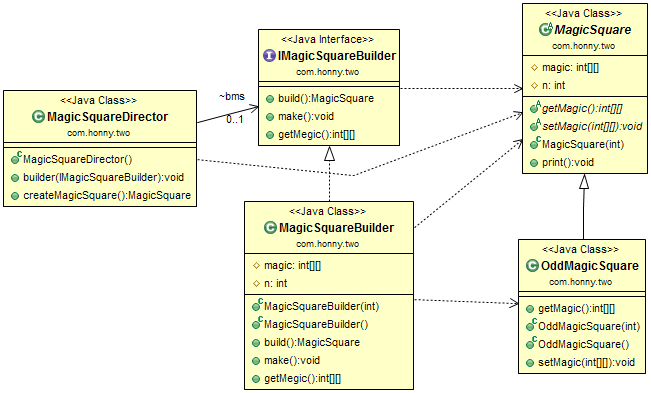 <<Java Interface>>
IMagicSquareBuilder
com.honny.two
build():MagicSquare
make():void
getMegic():int[][]
<<Java Class>>
MagicSquare
com.honny.two
magic: int[][]
n: int
getMagic():int[][]
setMagic(int[][]):void
MagicSquare(int)
print():void
<<Java Class>>
MagicSquareDirector
com.honny.two
MagicSquareDirector()
builder(IMagicSquareBuilder):void
createMagicSquare():MagicSquare
~bms
0..1
<<Java Class>>
MagicSquareBuilder
com.honny.two
magic: int[][]
n: int
MagicSquareBuilder(int)
MagicSquareBuilder()
build():MagicSquare
make():void
getMegic():int[][]
<<Java Class>>
OddMagicSquare
com.honny.two
getMagic():int[][]
OddMagicSquare(int)
OddMagicSquare()
setMagic(int[][]):void